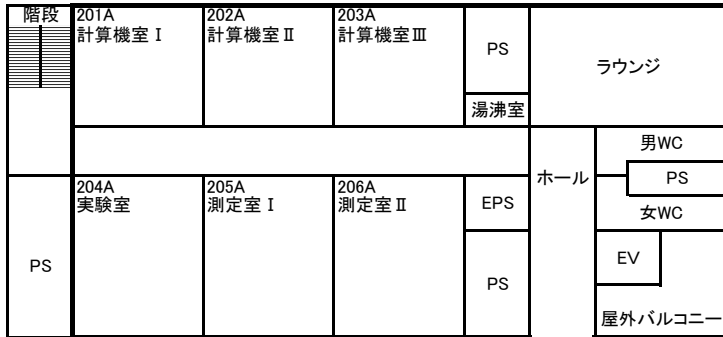 階段
201A
計算機室Ⅰ
202A
計算機室Ⅱ
203A
計算機室Ⅲ
PS
湯沸室
ラウンジ
ホール
男WC
PS
女WC
EV
屋外バルコニー
PS
204A
実験室
205A
測定室Ⅰ
206A
測定室Ⅱ
EPS
PS